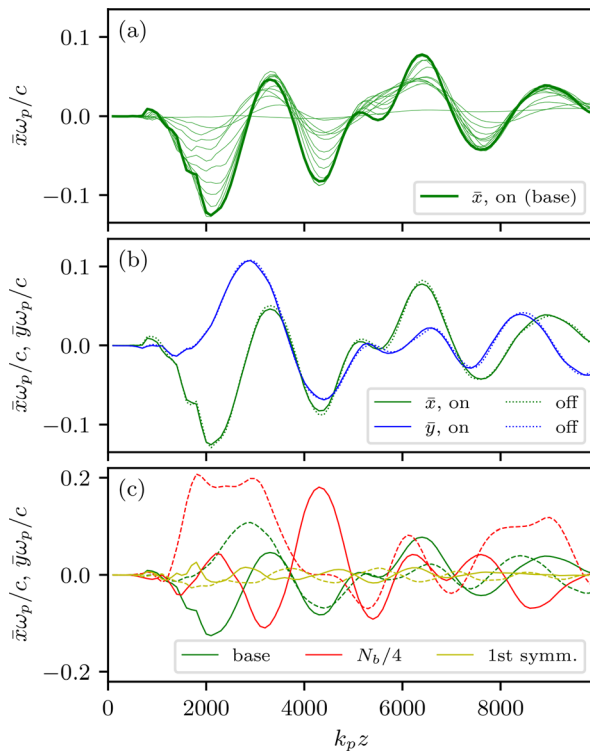 (a)
0.1
0.0
−0.1
x̄ω_p/c
x̄, on (base)
(b)
0.1
0.0
−0.1
x̄ω_p/c, ȳω_p/c
x̄, on off
ȳ, on off
(c)
0.2
0.0
−0.2
x̄ω_p/c, ȳω_p/c
base N_b/4 1st symm.
0 2000 4000 6000 8000
k_p z